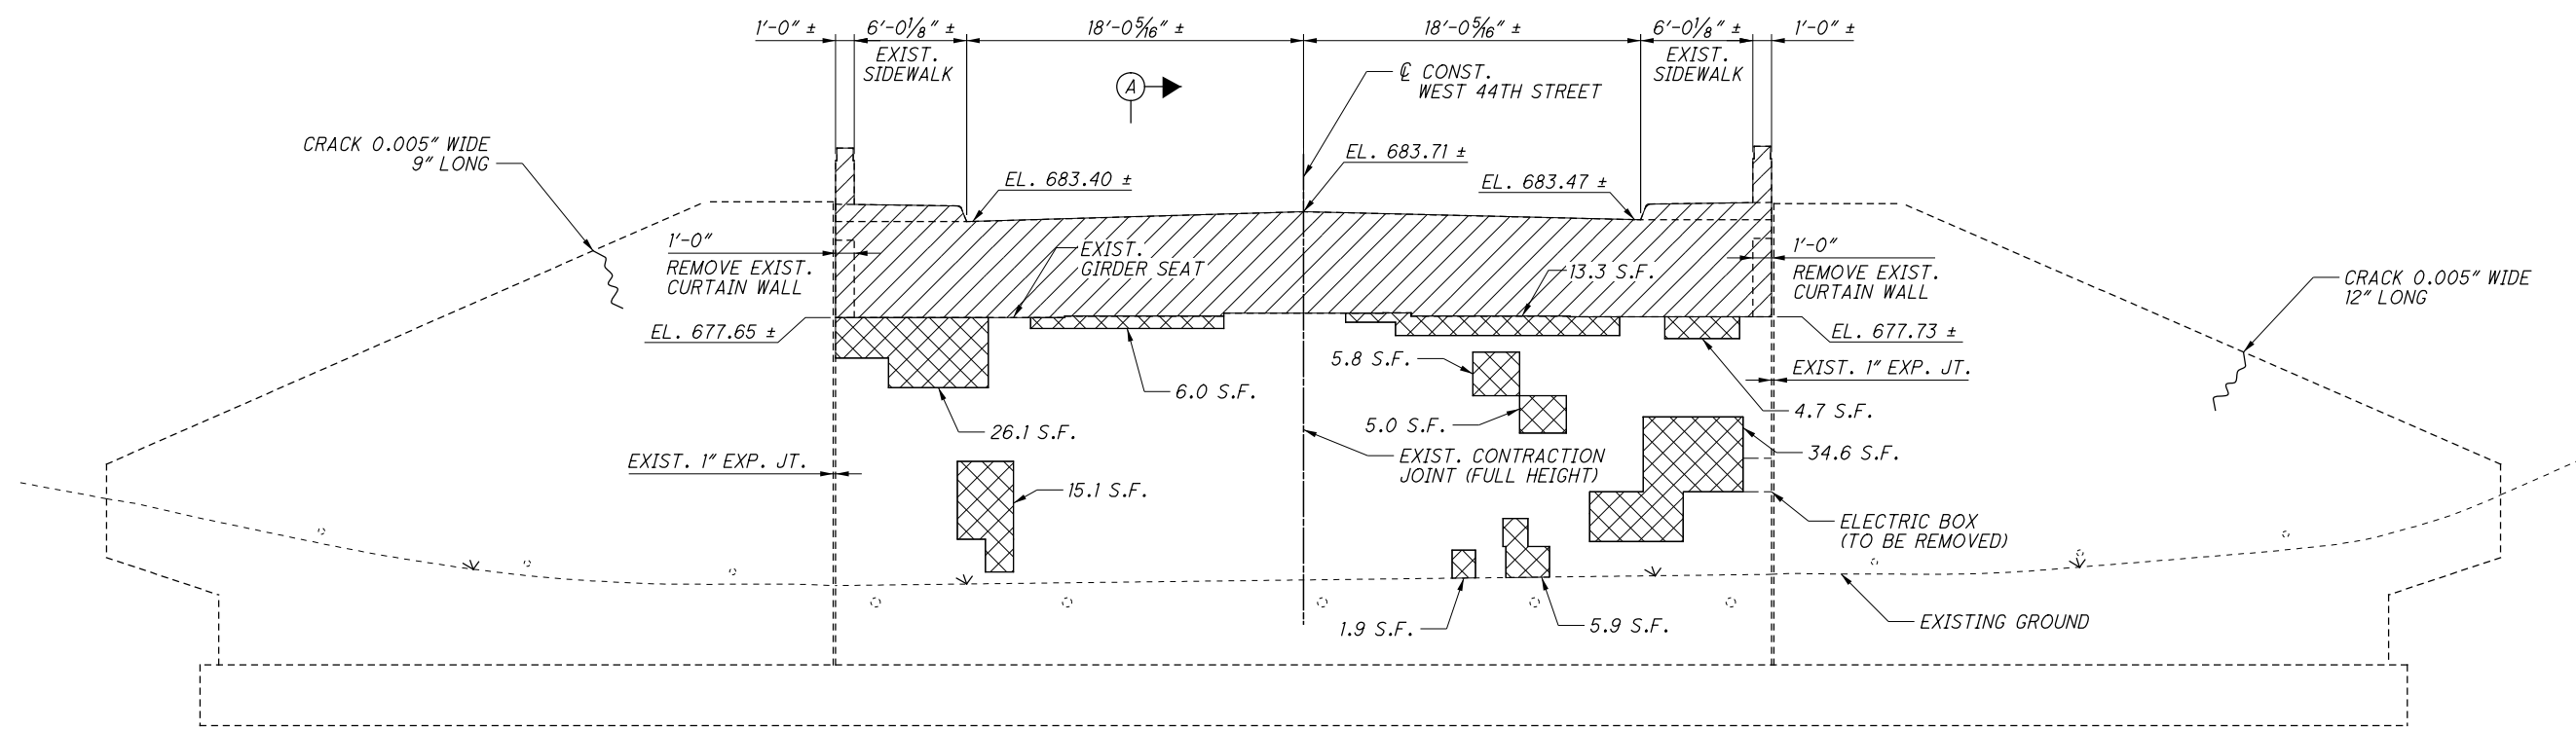 1'-0" ±
6'-0 1/8" ±
18'-0 5/16" ±
18'-0 5/16" ±
6'-0 1/8" ±
1'-0" ±
EXIST.
SIDEWALK
EXIST.
SIDEWALK
A
℄ CONST.
WEST 44TH STREET
CRACK 0.005" WIDE
9" LONG
EL. 683.40 ±
EL. 683.71 ±
EL. 683.47 ±
1'-0"
REMOVE EXIST.
CURTAIN WALL
EXIST.
GIRDER SEAT
13.3 S.F.
1'-0"
REMOVE EXIST.
CURTAIN WALL
CRACK 0.005" WIDE
12" LONG
EL. 677.65 ±
EL. 677.73 ±
5.8 S.F.
EXIST. 1" EXP. JT.
6.0 S.F.
4.7 S.F.
26.1 S.F.
5.0 S.F.
EXIST. 1" EXP. JT.
EXIST. CONTRACTION
JOINT (FULL HEIGHT)
34.6 S.F.
15.1 S.F.
ELECTRIC BOX
(TO BE REMOVED)
1.9 S.F.
5.9 S.F.
EXISTING GROUND